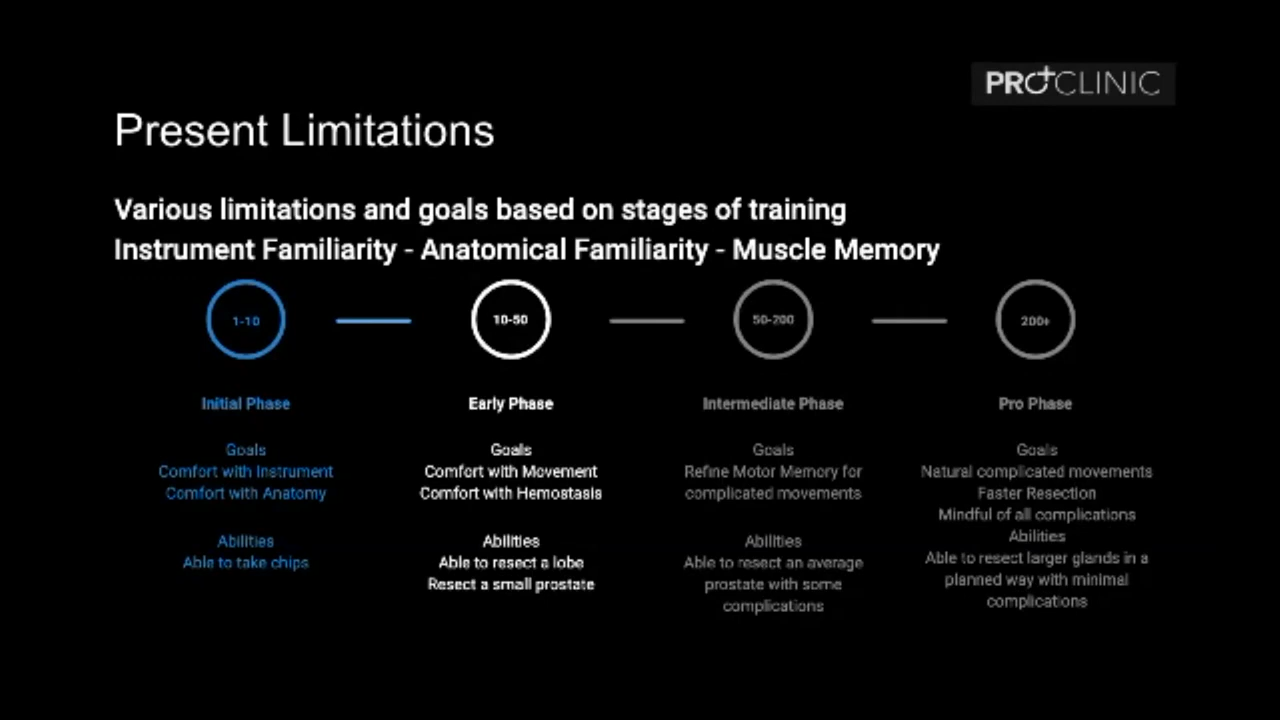 PRO CLINIC
Present Limitations
Various limitations and goals based on stages of training
Instrument Familiarity - Anatomical Familiarity - Muscle Memory
1-10
10-50
50-200
200+
Initial Phase
Goals
Comfort with Instrument
Comfort with Anatomy
Abilities
Able to take chips
Early Phase
Goals
Comfort with Movement
Comfort with Hemostasis
Abilities
Able to resect a lobe
Resect a small prostate
Intermediate Phase
Goals
Refine Motor Memory for
complicated movements
Abilities
Able to resect an average
prostate with some
complications
Pro Phase
Goals
Natural complicated movements
Faster Resection
Mindful of all complications
Abilities
Able to resect larger glands in a
planned way with minimal
complications